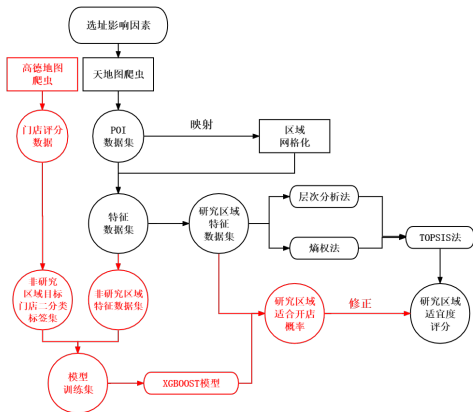 选址影响因素
高德地图
爬虫
天地图爬虫
门店评分
数据
POI
数据集
映射
区域
网格化
特征
数据集
研究区域
特征
数据集
层次分析法
熵权法
TOPSIS法
非研究
区域目标
门店二分类
标签集
非研究区域
特征数据集
研究区域
适合开店
概率
修正
研究区域
适宜度
评分
模型
训练集
XGBOOST模型